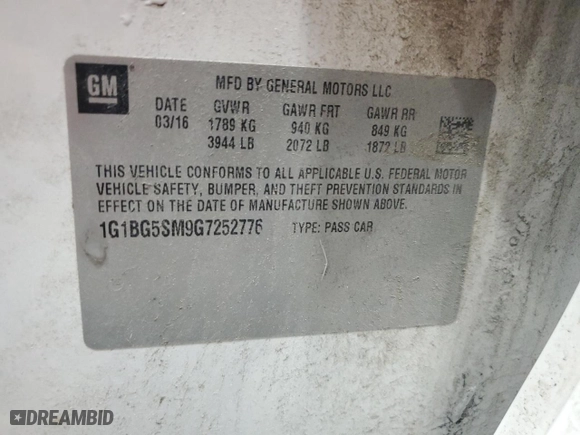 GM
MFD BY GENERAL MOTORS LLC
DATE GVWR GAWR FRT GAWR RR
03/16 1789 KG 940 KG 849 KG
3944 LB 2072 LB 1872 LB
THIS VEHICLE CONFORMS TO ALL APPLICABLE U.S. FEDERAL MOTOR
VEHICLE SAFETY, BUMPER, AND THEFT PREVENTION STANDARDS IN
EFFECT ON THE DATE OF MANUFACTURE SHOWN ABOVE.
1G1BG5SM9G7252776 TYPE: PASS CAR
DREAMBID